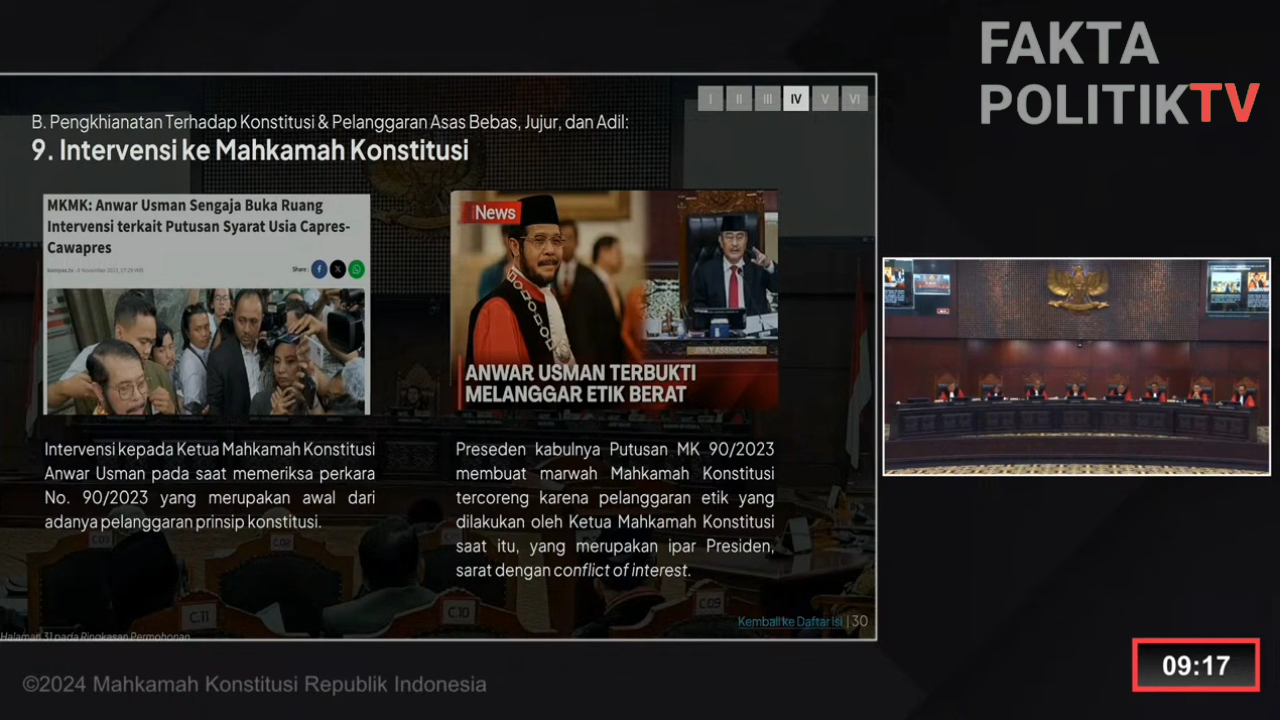 FAKTA
POLITIKTV
I II III IV V VI
B. Pengkhianatan Terhadap Konstitusi & Pelanggaran Asas Bebas, Jujur, dan Adil:
9. Intervensi ke Mahkamah Konstitusi
MKMK: Anwar Usman Sengaja Buka Ruang
Intervensi terkait Putusan Syarat Usia Capres-
Cawapres
Share :
iNews
ANWAR USMAN TERBUKTI
MELANGGAR ETIK BERAT
Intervensi kepada Ketua Mahkamah Konstitusi
Anwar Usman pada saat memeriksa perkara
No. 90/2023 yang merupakan awal dari
adanya pelanggaran prinsip konstitusi.
Preseden kabulnya Putusan MK 90/2023
membuat marwah Mahkamah Konstitusi
tercoreng karena pelanggaran etik yang
dilakukan oleh Ketua Mahkamah Konstitusi
saat itu, yang merupakan ipar Presiden,
sarat dengan conflict of interest.
C.11
C.10
C.09
C.02
Kembali ke Daftar Isi | 30
Halaman 31 pada Ringkasan Permohonan
09:17
©2024 Mahkamah Konstitusi Republik Indonesia